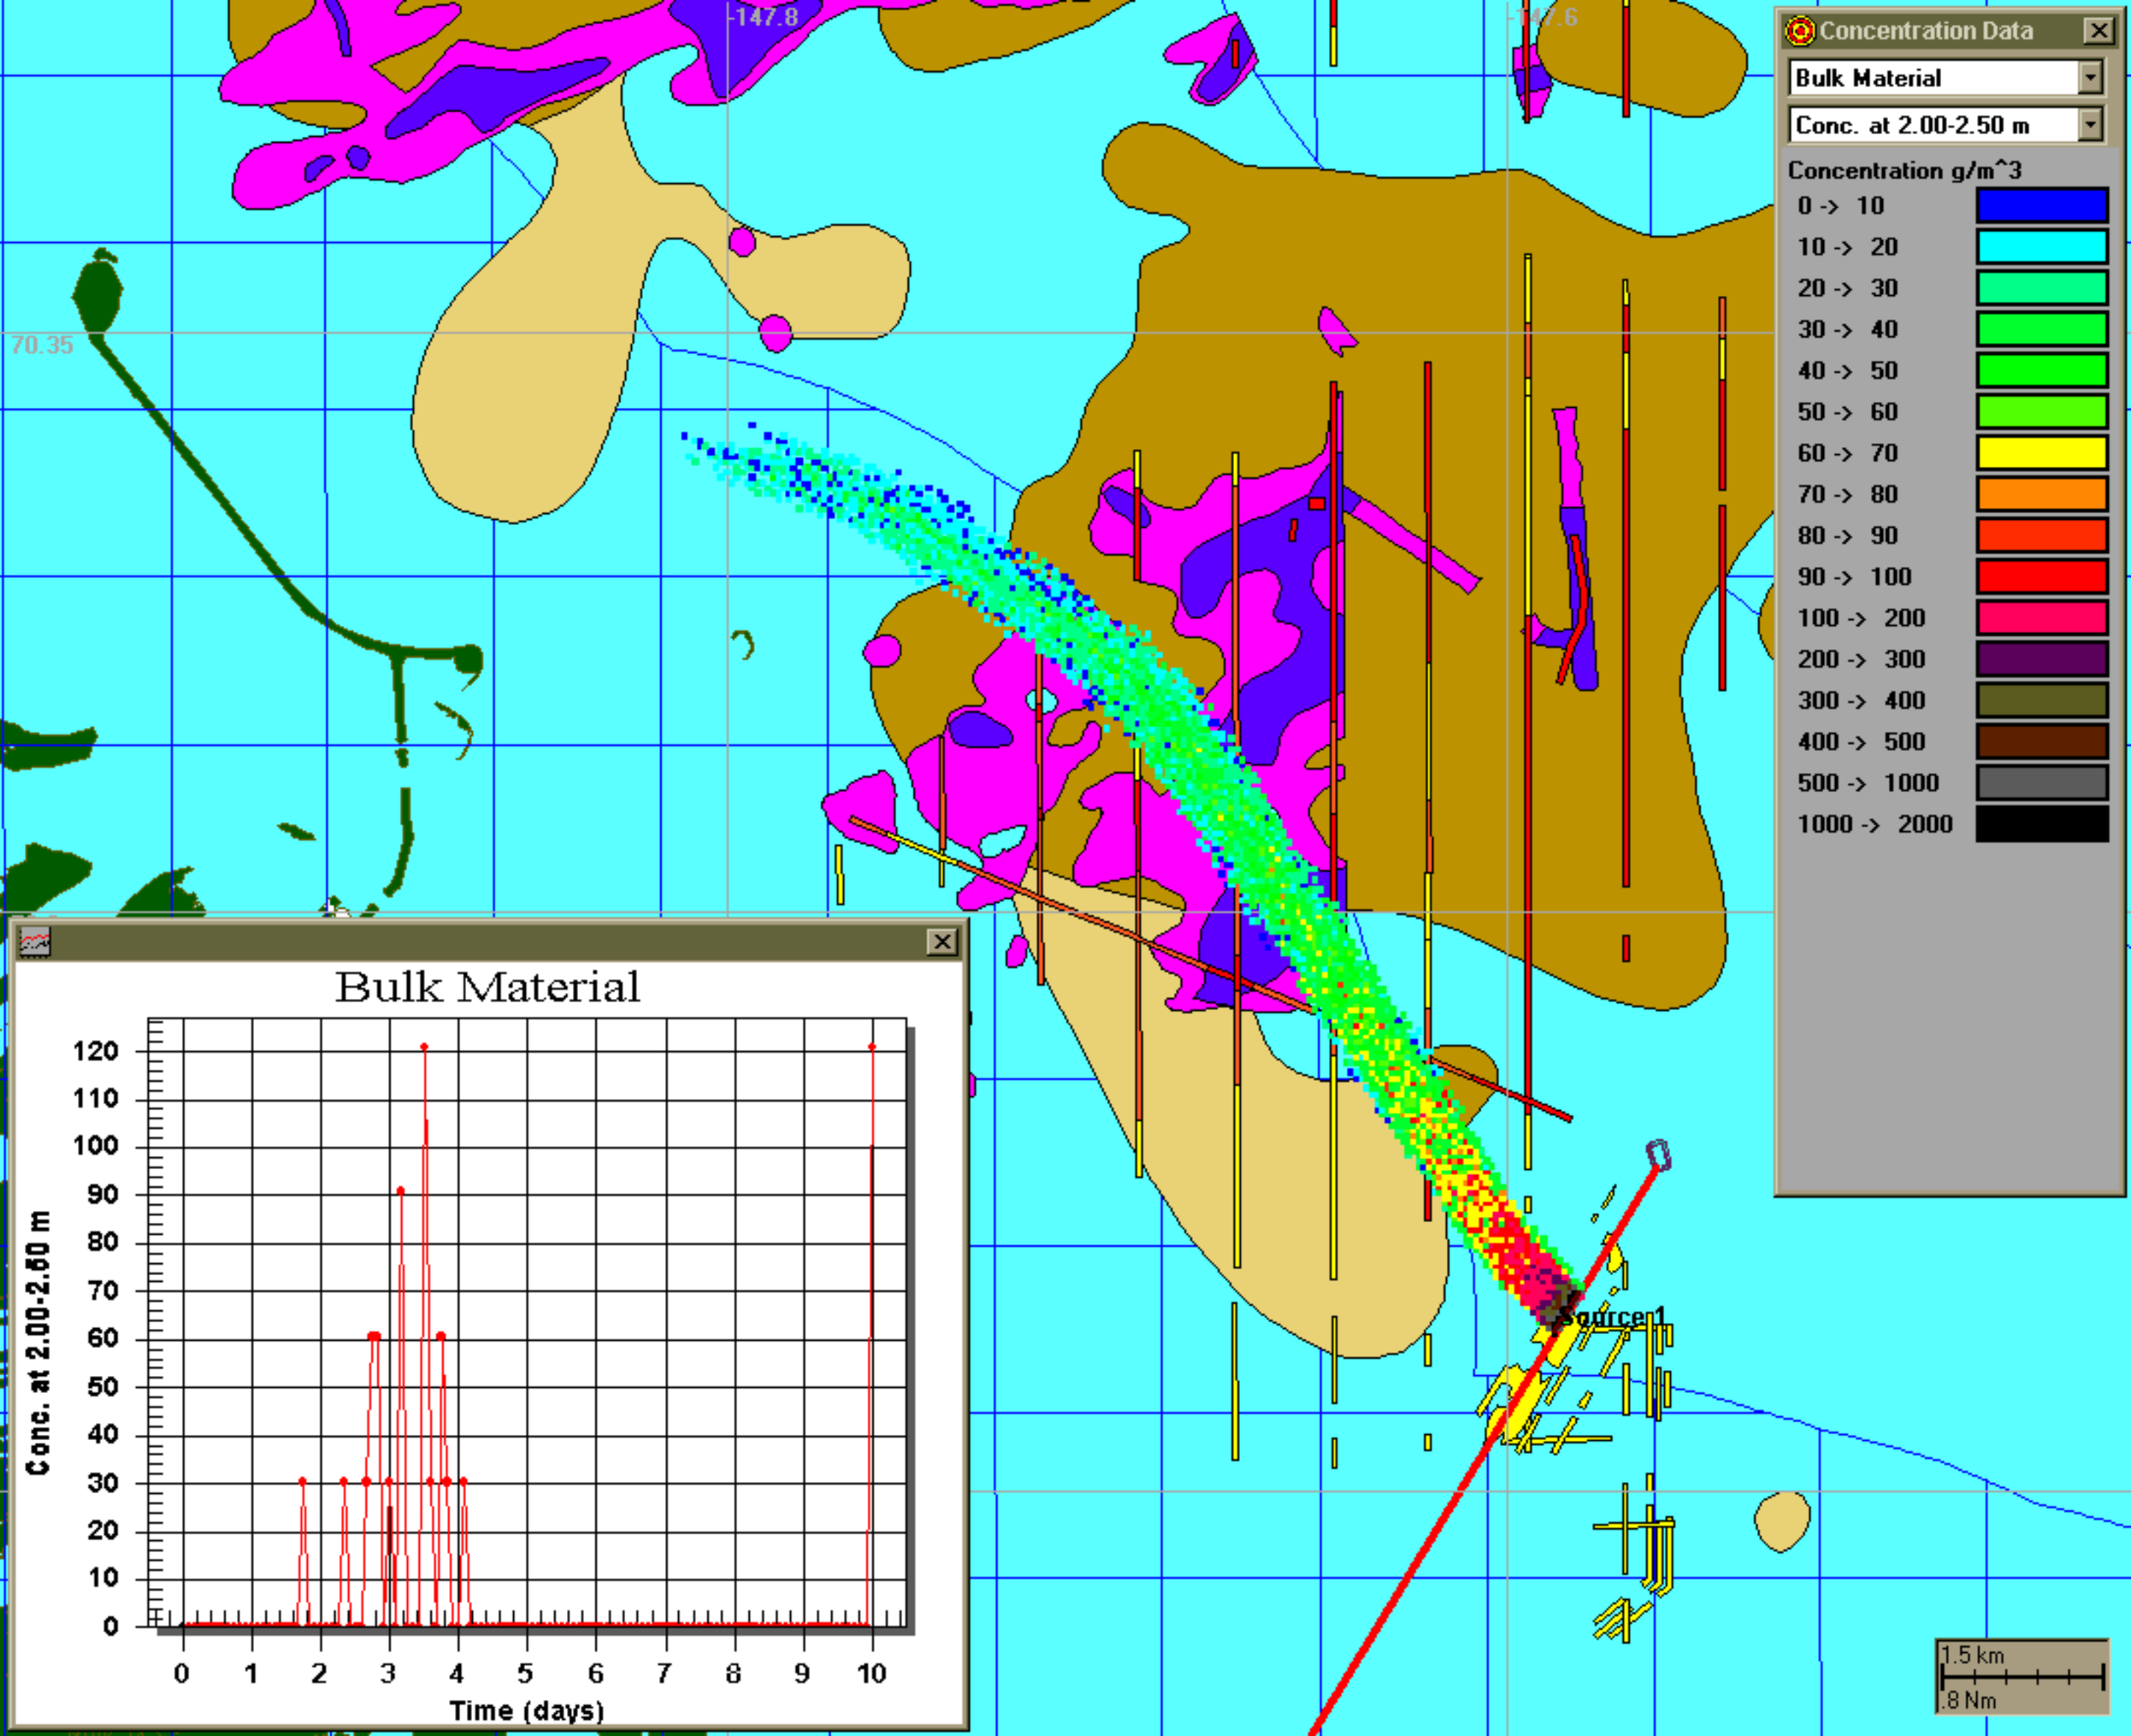 -147.8
-147.6
70.35
Concentration Data
Bulk Material
Conc. at 2.00-2.50 m
Concentration g/m^3
0 -> 10
10 -> 20
20 -> 30
30 -> 40
40 -> 50
50 -> 60
60 -> 70
70 -> 80
80 -> 90
90 -> 100
100 -> 200
200 -> 300
300 -> 400
400 -> 500
500 -> 1000
1000 -> 2000
Source 1
Bulk Material
Conc. at 2.00-2.50 m
120
110
100
90
80
70
60
50
40
30
20
10
0
0 1 2 3 4 5 6 7 8 9 10
Time (days)
1.5 km
.8 Nm